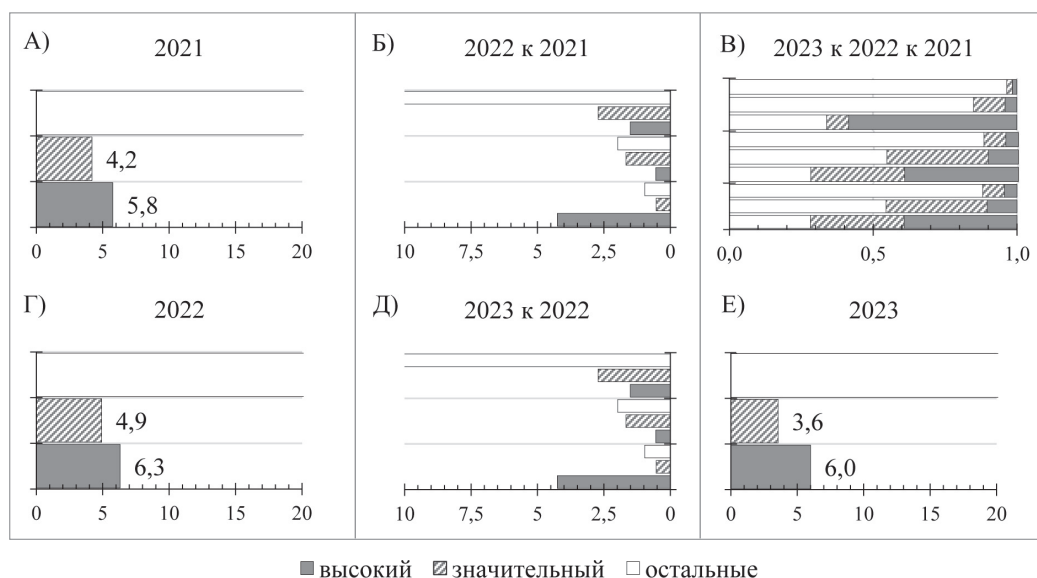 А) 2021
4,2
5,8
0 5 10 15 20
Б) 2022 к 2021
10 7,5 5 2,5 0
В) 2023 к 2022 к 2021
0,0 0,5 1,0
Г) 2022
4,9
6,3
0 5 10 15 20
Д) 2023 к 2022
10 7,5 5 2,5 0
Е) 2023
3,6
6,0
0 5 10 15 20
высокий значительный остальные